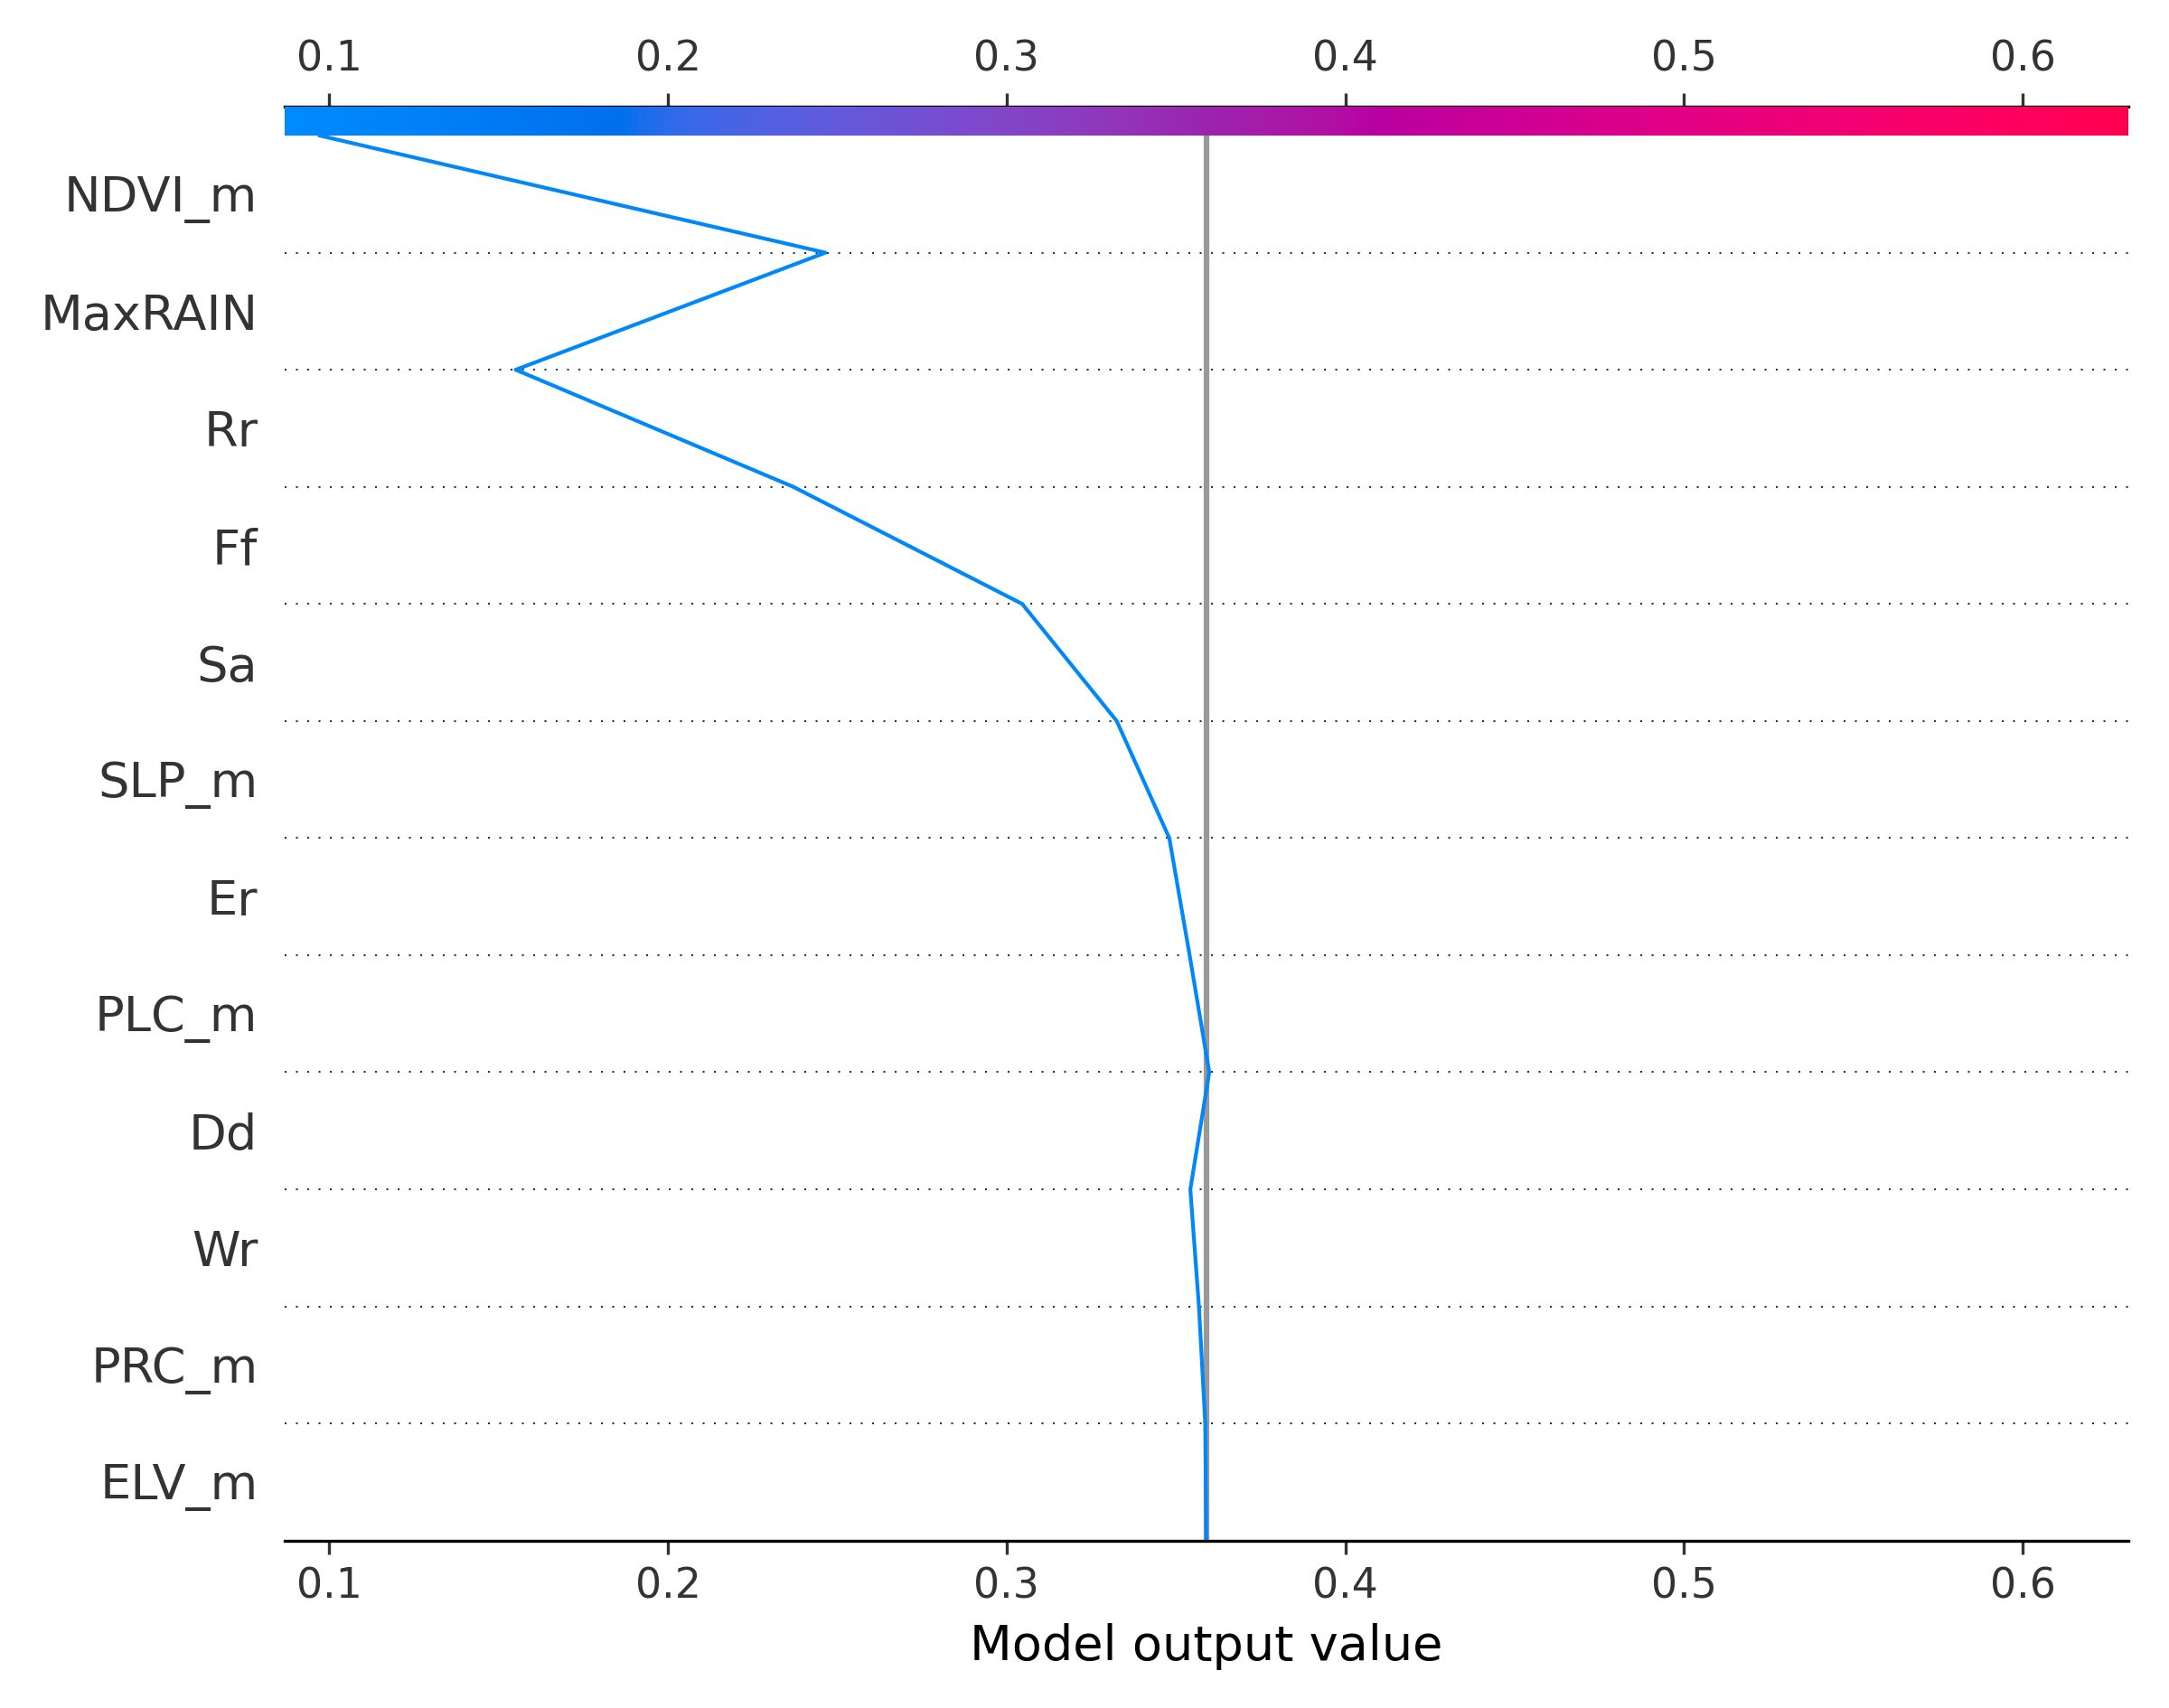 0.1 0.2 0.3 0.4 0.5 0.6
NDVI_m
MaxRAIN
Rr
Ff
Sa
SLP_m
Er
PLC_m
Dd
Wr
PRC_m
ELV_m
0.1 0.2 0.3 0.4 0.5 0.6
Model output value